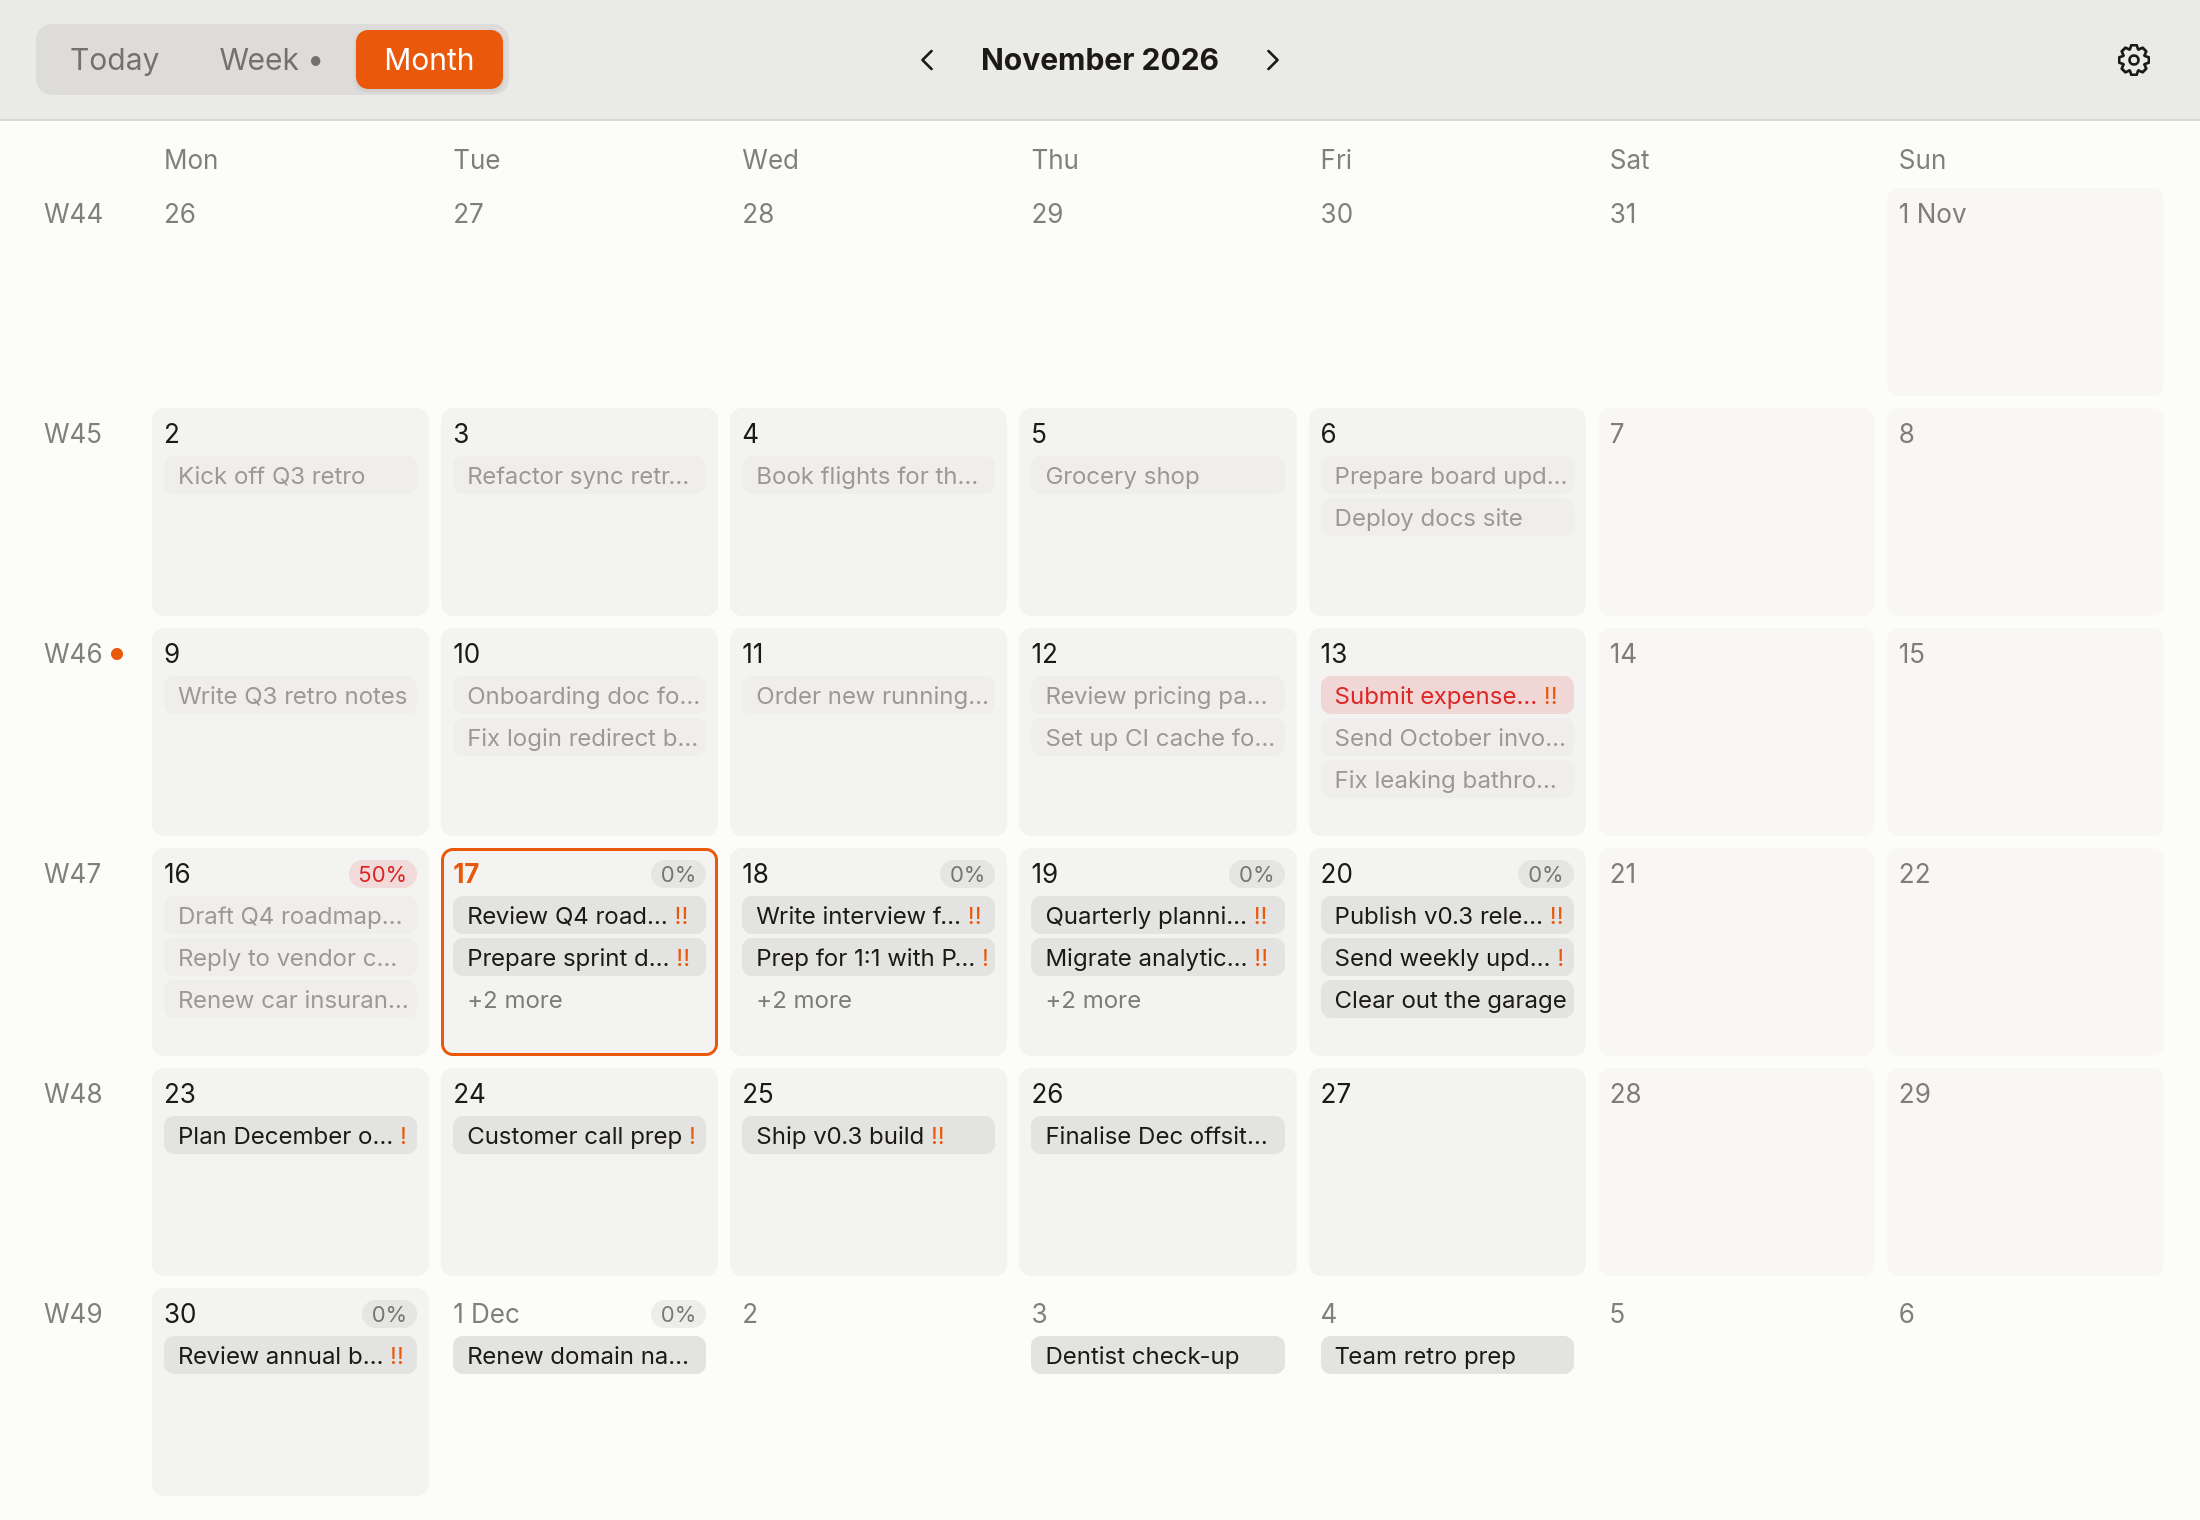 Today Week • Month
November 2026
Mon Tue Wed Thu Fri Sat Sun
W44 26 27 28 29 30 31 1 Nov
W45 2 3 4 5 6 7 8
Kick off Q3 retro
Refactor sync retr...
Book flights for th...
Grocery shop
Prepare board upd...
Deploy docs site
W46 9 10 11 12 13 14 15
Write Q3 retro notes
Onboarding doc fo...
Fix login redirect b...
Order new running...
Review pricing pa...
Set up CI cache fo...
Submit expense... !!
Send October invo...
Fix leaking bathro...
W47 16 50% 17 0% 18 0% 19 0% 20 0% 21 22
Draft Q4 roadmap...
Reply to vendor c...
Renew car insuran...
Review Q4 road... !!
Prepare sprint d... !!
+2 more
Write interview f... !!
Prep for 1:1 with P... !
+2 more
Quarterly planni... !!
Migrate analytic... !!
+2 more
Publish v0.3 rele... !!
Send weekly upd... !
Clear out the garage
W48 23 24 25 26 27 28 29
Plan December o... !
Customer call prep !
Ship v0.3 build !!
Finalise Dec offsit...
W49 30 0% 1 Dec 0% 2 3 4 5 6
Review annual b... !!
Renew domain na...
Dentist check-up
Team retro prep